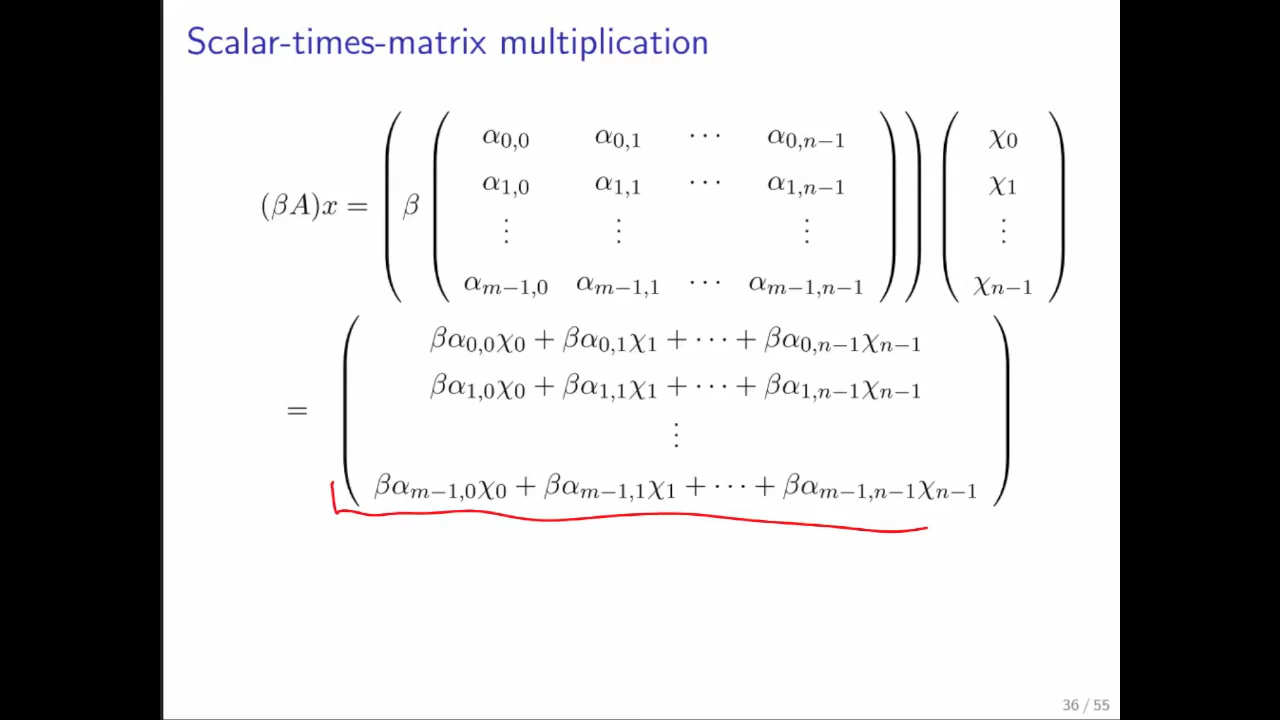 Scalar-times-matrix multiplication
(βA)x = ( β ( α₀,₀ α₀,₁ ⋯ α₀,ₙ₋₁ ) ) ( χ₀ )
α₁,₀ α₁,₁ ⋯ α₁,ₙ₋₁ χ₁
⋮ ⋮ ⋮ ⋮
αₘ₋₁,₀ αₘ₋₁,₁ ⋯ αₘ₋₁,ₙ₋₁ χₙ₋₁
βα₀,₀χ₀ + βα₀,₁χ₁ + ⋯ + βα₀,ₙ₋₁χₙ₋₁
βα₁,₀χ₀ + βα₁,₁χ₁ + ⋯ + βα₁,ₙ₋₁χₙ₋₁
= ⋮
βαₘ₋₁,₀χ₀ + βαₘ₋₁,₁χ₁ + ⋯ + βαₘ₋₁,ₙ₋₁χₙ₋₁
36 / 55